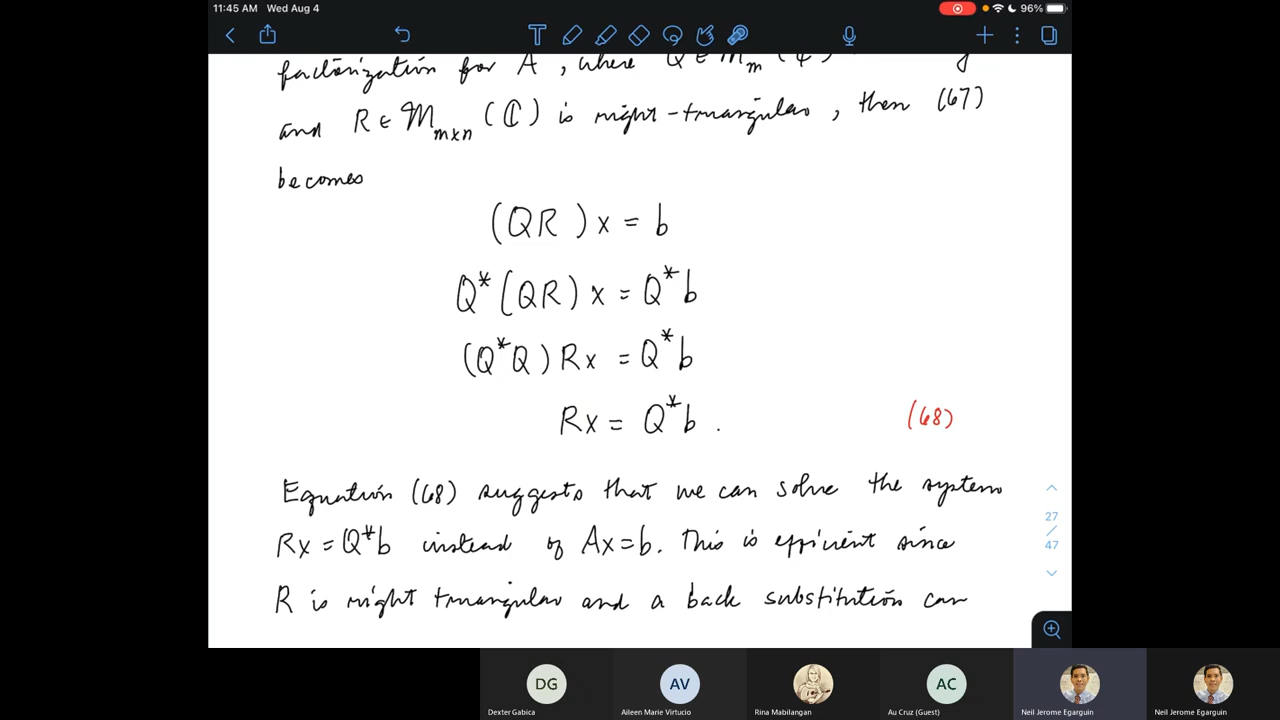 11:45 AM Wed Aug 4
96%
factorization for A, where Q ∈ M_m (ℂ)
and R ∈ M_{m×n} (ℂ) is right-triangular, then (67)
becomes
(QR)x = b
Q*(QR)x = Q*b
(Q*Q)Rx = Q*b
Rx = Q*b.
(68)
Equation (68) suggests that we can solve the system
Rx = Q*b instead of Ax=b. This is efficient since
R is right triangular and a back substitution can
27
/
47
DG
AV
AC
Dexter Gabica
Aileen Marie Virtucio
Rina Mabilangan
Au Cruz (Guest)
Neil Jerome Egarguin
Neil Jerome Egarguin